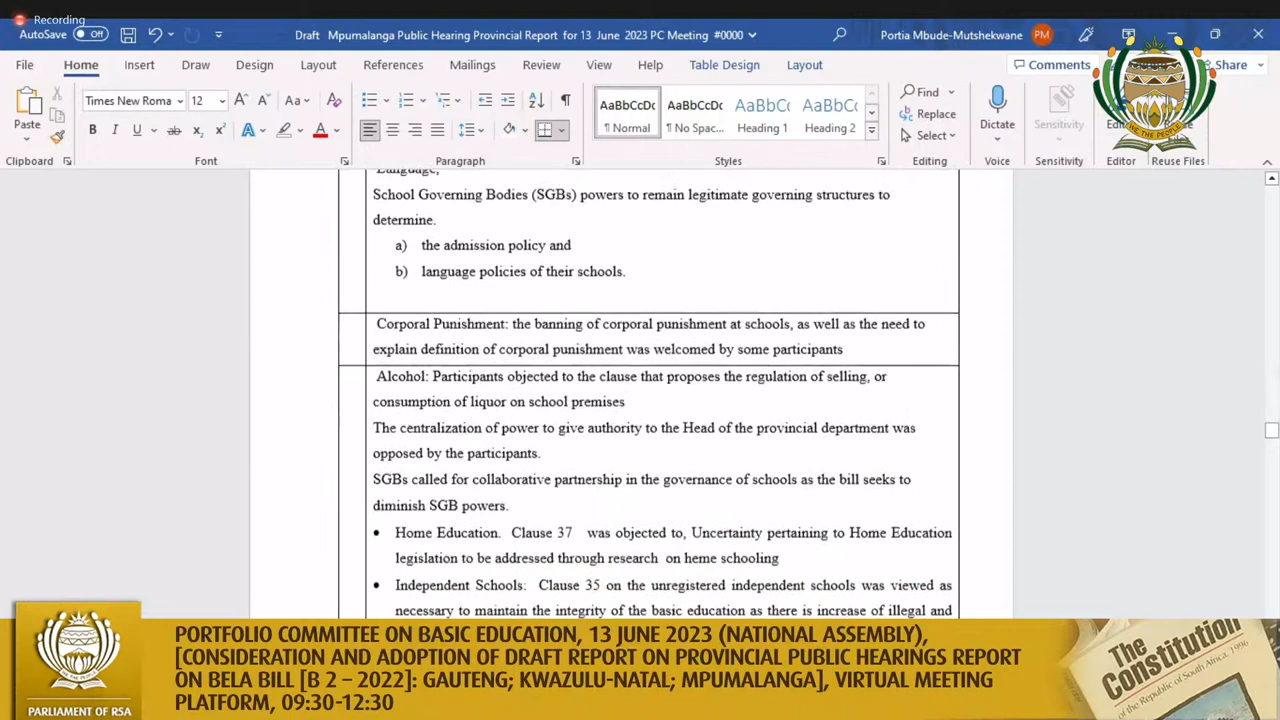 Recording
AutoSave Off
Draft Mpumalanga Public Hearing Provincial Report for 13 June 2023 PC Meeting #0000
Portia Mbude-Mutshekwane PM
File Home Insert Draw Design Layout References Mailings Review View Help Table Design Layout
Comments Share
Times New Roma 12
Paste
AaBbCcDc AaBbCcDc AaBbCc AaBbCc
¶ Normal ¶ No Spac... Heading 1 Heading 2
Find
Replace
Select
Dictate
Sensitivity
Clipboard Font Paragraph Styles Editing Voice Sensitivity Editor Reuse Files
Language,
School Governing Bodies (SGBs) powers to remain legitimate governing structures to
determine.
a) the admission policy and
b) language policies of their schools.
Corporal Punishment: the banning of corporal punishment at schools, as well as the need to
explain definition of corporal punishment was welcomed by some participants
Alcohol: Participants objected to the clause that proposes the regulation of selling, or
consumption of liquor on school premises
The centralization of power to give authority to the Head of the provincial department was
opposed by the participants.
SGBs called for collaborative partnership in the governance of schools as the bill seeks to
diminish SGB powers.
• Home Education. Clause 37 was objected to, Uncertainty pertaining to Home Education
legislation to be addressed through research on heme schooling
• Independent Schools: Clause 35 on the unregistered independent schools was viewed as
necessary to maintain the integrity of the basic education as there is increase of illegal and
PORTFOLIO COMMITTEE ON BASIC EDUCATION, 13 JUNE 2023 (NATIONAL ASSEMBLY),
[CONSIDERATION AND ADOPTION OF DRAFT REPORT ON PROVINCIAL PUBLIC HEARINGS REPORT
ON BELA BILL [B 2 – 2022]: GAUTENG; KWAZULU-NATAL; MPUMALANGA], VIRTUAL MEETING
PLATFORM, 09:30-12:30
PARLIAMENT OF RSA
The
Constitution
of the Republic of South Africa, 1996